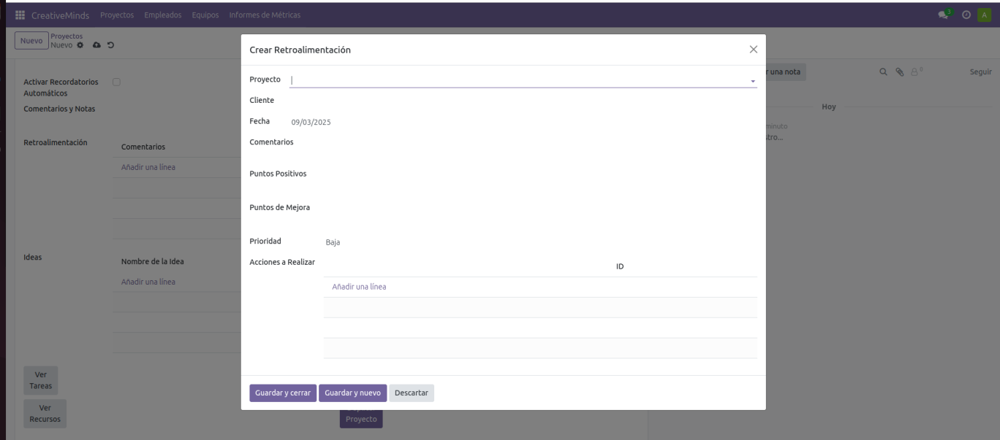 CreativeMinds Proyectos Empleados Equipos Informes de Métricas 3 A
Nuevo Proyectos
Nuevo
Crear Retroalimentación
una nota 0 Seguir
Activar Recordatorios
Automáticos
Proyecto
Cliente
Comentarios y Notas
Hoy
Fecha 09/03/2025
minuto
Retroalimentación
Comentarios
Comentarios
Añadir una línea
Puntos Positivos
Puntos de Mejora
Prioridad Baja
Ideas
Nombre de la Idea
Acciones a Realizar
ID
Añadir una línea
Añadir una línea
Ver
Tareas
Guardar y cerrar Guardar y nuevo Descartar
Ver
Recursos
Proyecto